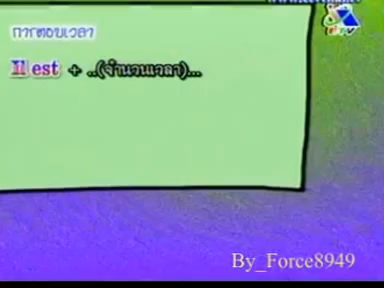 การตอบเวลา
Il est + ..(จำนวนเวลา)...
etv
By_Force8949